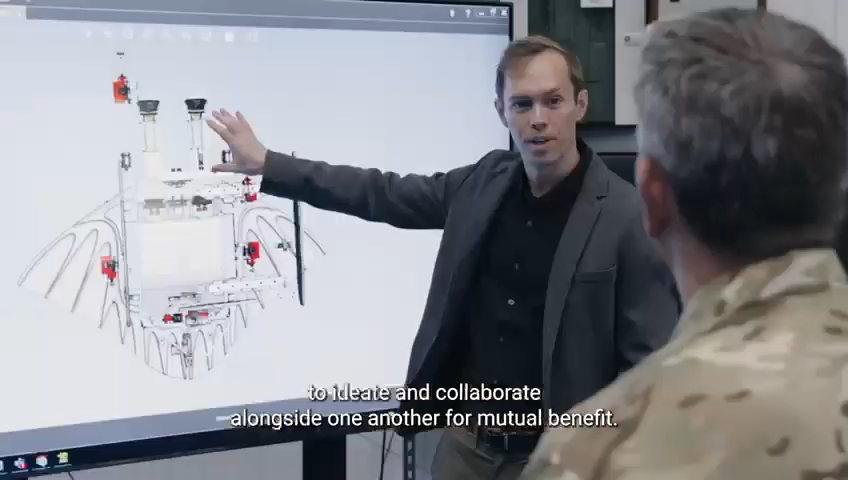 to ideate and collaborate
alongside one another for mutual benefit.